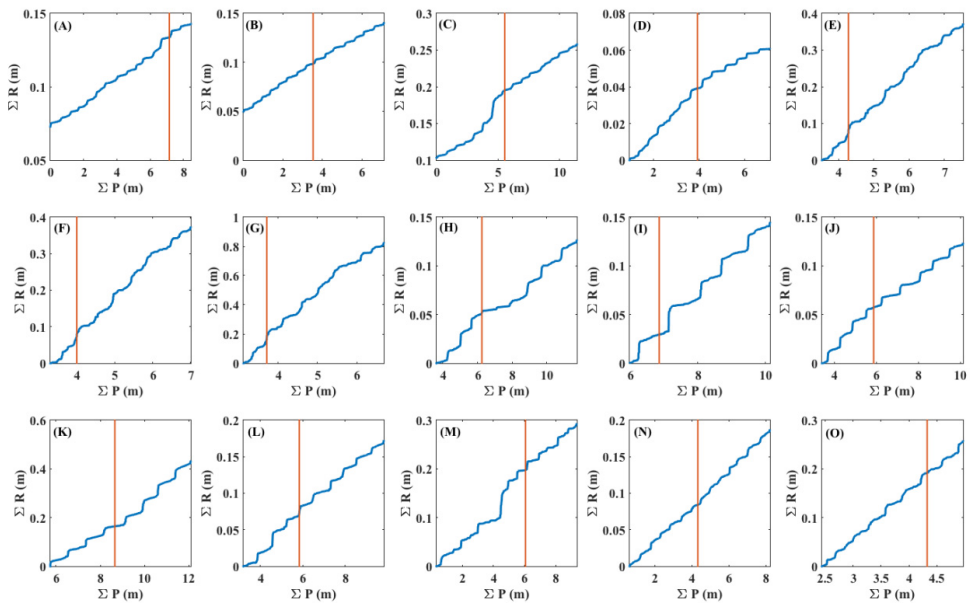 (A)
Σ R (m)
0.15
0.1
0.05
0 2 4 6 8
Σ P (m)
(B)
Σ R (m)
0.15
0.1
0.05
0
0 2 4 6
Σ P (m)
(C)
Σ R (m)
0.3
0.25
0.2
0.15
0.1
0 5 10
Σ P (m)
(D)
Σ R (m)
0.08
0.06
0.04
0.02
0
2 4 6
Σ P (m)
(E)
Σ R (m)
0.4
0.3
0.2
0.1
0
4 5 6 7
Σ P (m)
(F)
Σ R (m)
0.4
0.3
0.2
0.1
0
4 5 6 7
Σ P (m)
(G)
Σ R (m)
1
0.8
0.6
0.4
0.2
0
4 5 6
Σ P (m)
(H)
Σ R (m)
0.15
0.1
0.05
0
4 6 8 10
Σ P (m)
(I)
Σ R (m)
0.15
0.1
0.05
0
6 7 8 9 10
Σ P (m)
(J)
Σ R (m)
0.15
0.1
0.05
0
4 6 8 10
Σ P (m)
(K)
Σ R (m)
0.6
0.4
0.2
0
6 8 10 12
Σ P (m)
(L)
Σ R (m)
0.2
0.15
0.1
0.05
0
4 6 8
Σ P (m)
(M)
Σ R (m)
0.3
0.2
0.1
0
2 4 6 8
Σ P (m)
(N)
Σ R (m)
0.2
0.15
0.1
0.05
0
2 4 6 8
Σ P (m)
(O)
Σ R (m)
0.3
0.2
0.1
0
2.5 3 3.5 4 4.5
Σ P (m)